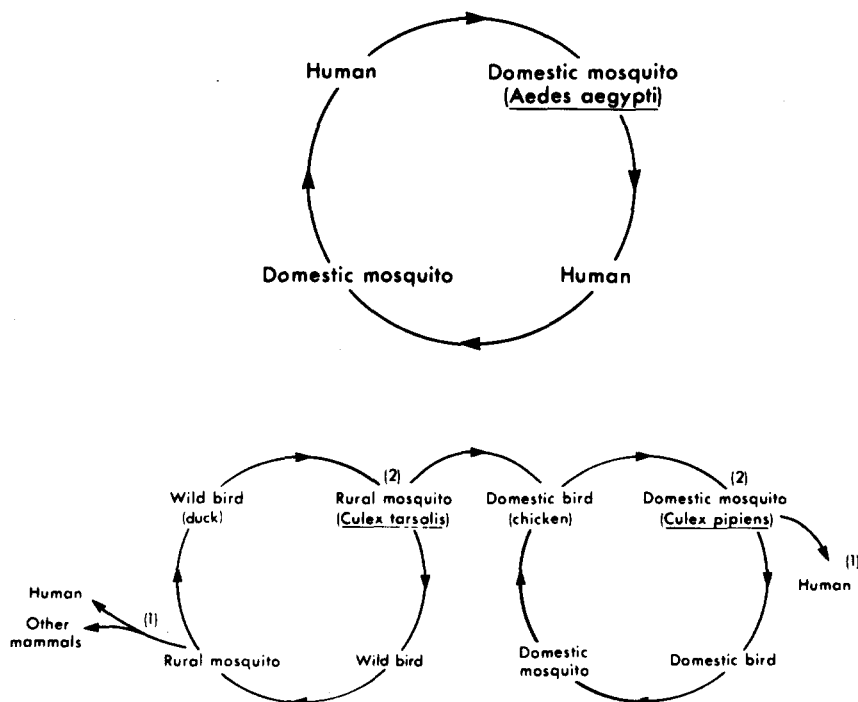 Human
Domestic mosquito
(Aedes aegypti)
Domestic mosquito
Human
(2)
(2)
Wild bird
(duck)
Rural mosquito
(Culex tarsalis)
Domestic bird
(chicken)
Domestic mosquito
(Culex pipiens)
(1)
Human
Human
(1)
Other
mammals
Rural mosquito
Wild bird
Domestic
mosquito
Domestic bird